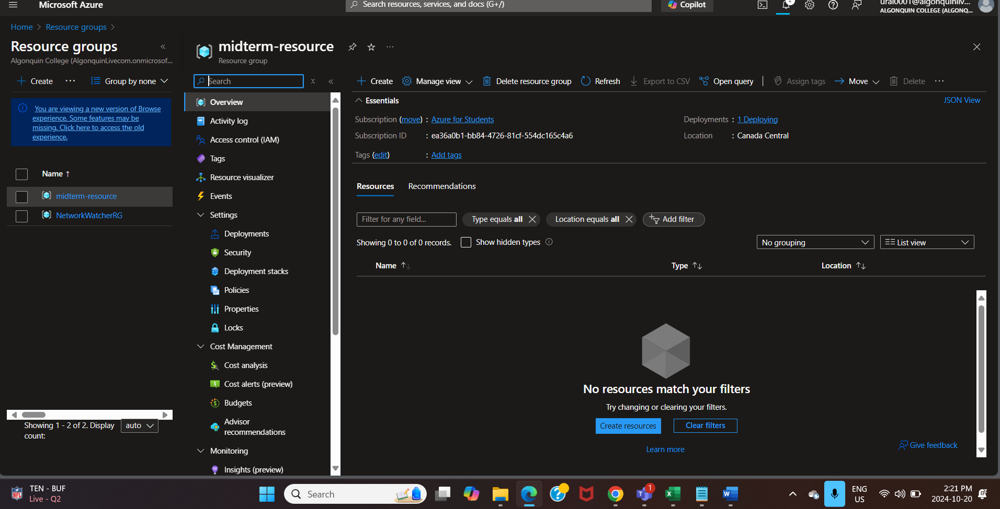 Microsoft Azure
Search resources, services, and docs (G+/)
Copilot
2
ALGONQUIN COLLEGE (ALGONQ...
Home > Resource groups >
Resource groups
Algonquin College (AlgonquinLivecom.onmicrosof...
Create
Group by none
You are viewing a new version of Browse
experience. Some features may be
missing. Click here to access the old
experience.
Name ↑
midterm-resource
NetworkWatcherRG
Showing 1 - 2 of 2. Display
count:
auto
midterm-resource
Resource group
Search
Overview
Activity log
Access control (IAM)
Tags
Resource visualizer
Events
Settings
Deployments
Security
Deployment stacks
Policies
Properties
Locks
Cost Management
Cost analysis
Cost alerts (preview)
Budgets
Advisor
recommendations
Monitoring
Insights (preview)
Create
Manage view
Delete resource group
Refresh
Export to CSV
Open query
Assign tags
Move
Delete
Essentials
JSON View
Subscription (move) : Azure for Students
Subscription ID : ea36a0b1-bb84-4726-81cf-554dc165c4a6
Deployments : 1 Deploying
Location : Canada Central
Tags (edit) : Add tags
Resources
Recommendations
Filter for any field...
Type equals all
Location equals all
Add filter
Showing 0 to 0 of 0 records.
Show hidden types
No grouping
List view
Name ↑↓
Type ↑↓
Location ↑↓
No resources match your filters
Try changing or clearing your filters.
Create resources
Clear filters
Learn more
Give feedback
TEN - BUF
Live - Q2
Search
1
ENG
US
2:21 PM
2024-10-20